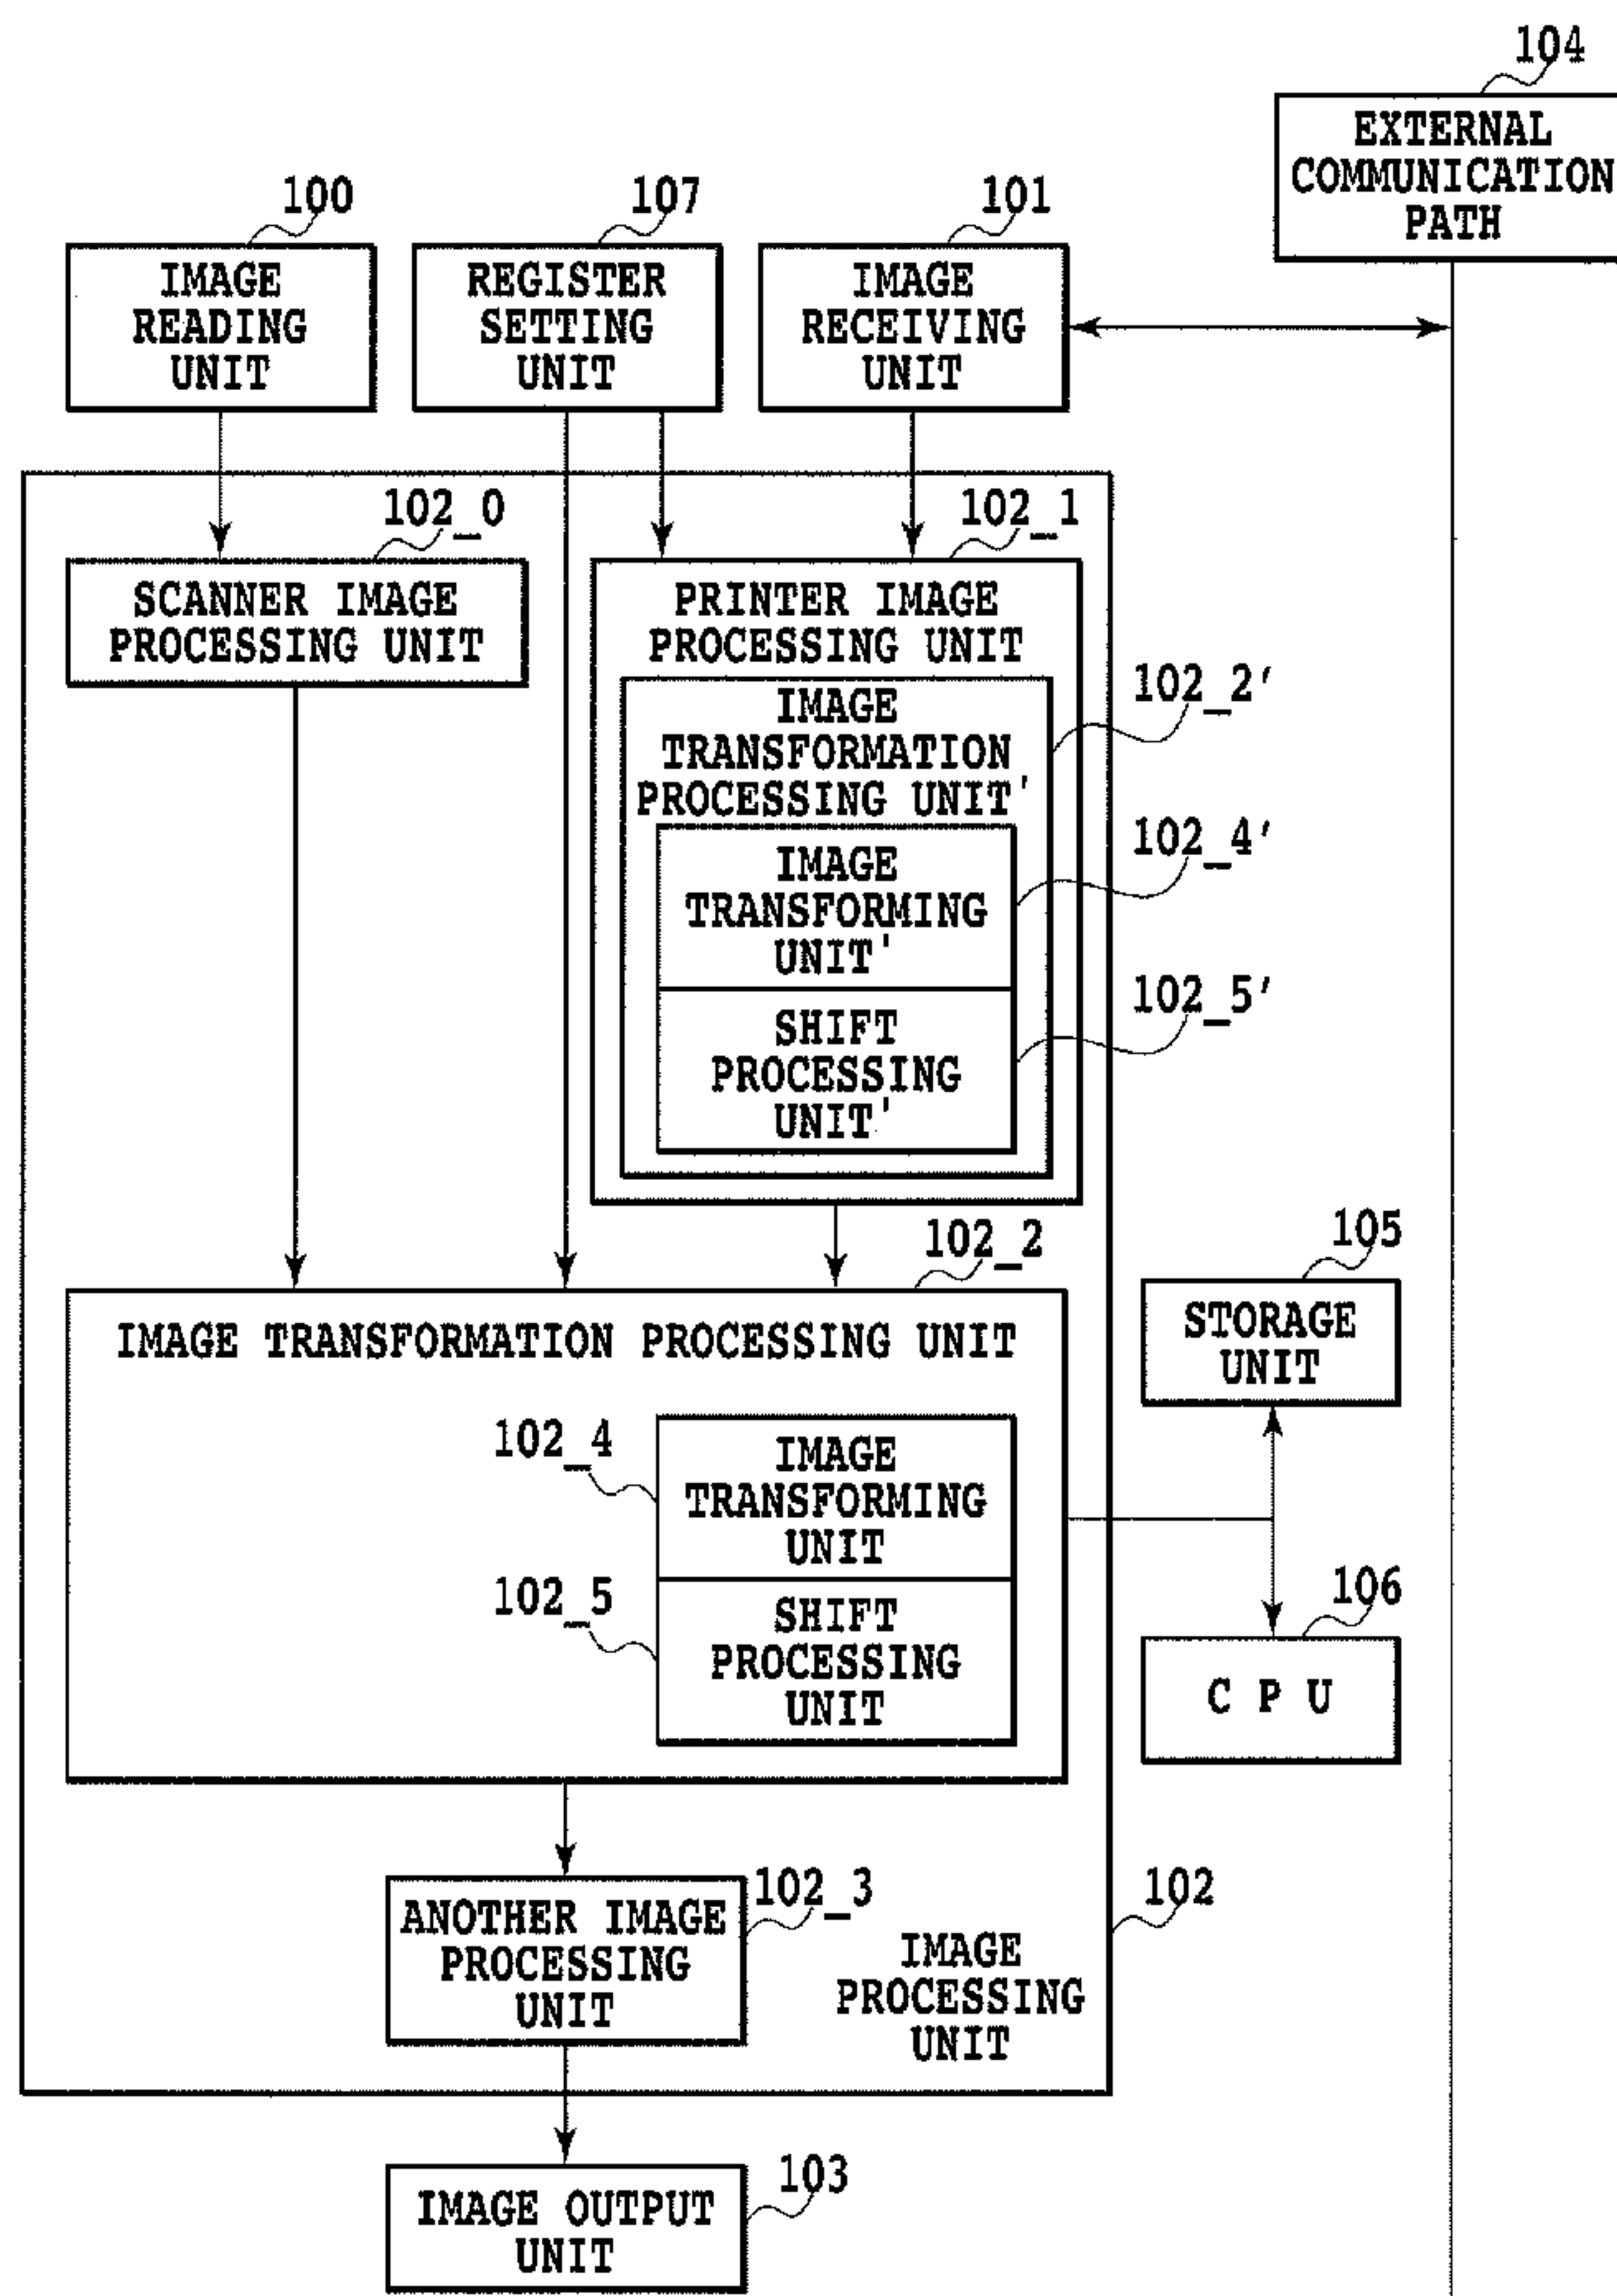 104
EXTERNAL
COMMUNICATION
PATH
100
107
101
IMAGE
READING
UNIT
REGISTER
SETTING
UNIT
IMAGE
RECEIVING
UNIT
102_0
102_1
SCANNER IMAGE
PROCESSING UNIT
PRINTER IMAGE
PROCESSING UNIT
102_2'
IMAGE
TRANSFORMATION
PROCESSING UNIT'
102_4'
IMAGE
TRANSFORMING
UNIT'
102_5'
SHIFT
PROCESSING
UNIT'
102_2
105
IMAGE TRANSFORMATION PROCESSING UNIT
STORAGE
UNIT
102_4
IMAGE
TRANSFORMING
UNIT
102_5
SHIFT
PROCESSING
UNIT
106
C P U
102_3
ANOTHER IMAGE
PROCESSING
UNIT
102
IMAGE
PROCESSING
UNIT
103
IMAGE OUTPUT
UNIT